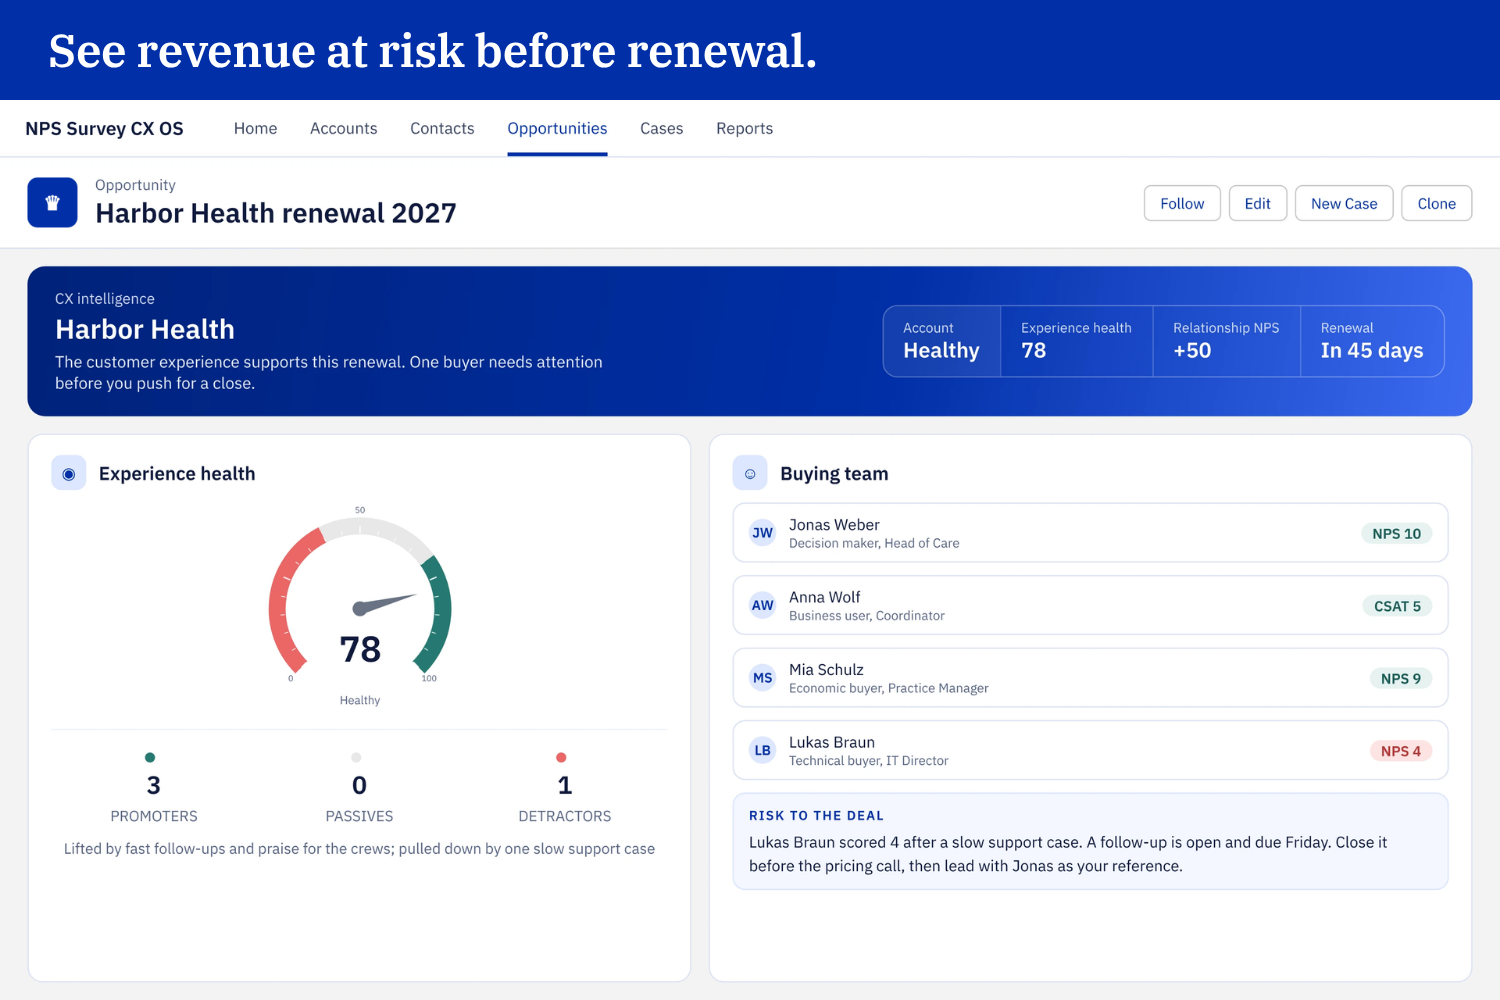 See revenue at risk before renewal.
NPS Survey CX OS
Home
Accounts
Contacts
Opportunities
Cases
Reports
Opportunity
Harbor Health renewal 2027
Follow
Edit
New Case
Clone
CX intelligence
Harbor Health
The customer experience supports this renewal. One buyer needs attention
before you push for a close.
Account
Healthy
Experience health
78
Relationship NPS
+50
Renewal
In 45 days
Experience health
50
78
0
100
Healthy
3
PROMOTERS
0
PASSIVES
1
DETRACTORS
Lifted by fast follow-ups and praise for the crews; pulled down by one slow support case
Buying team
JW
Jonas Weber
Decision maker, Head of Care
NPS 10
AW
Anna Wolf
Business user, Coordinator
CSAT 5
MS
Mia Schulz
Economic buyer, Practice Manager
NPS 9
LB
Lukas Braun
Technical buyer, IT Director
NPS 4
RISK TO THE DEAL
Lukas Braun scored 4 after a slow support case. A follow-up is open and due Friday. Close it
before the pricing call, then lead with Jonas as your reference.